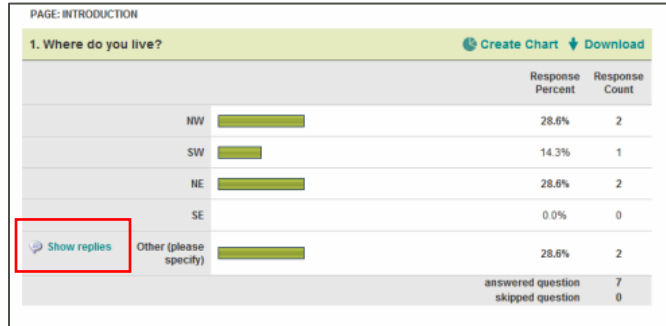 PAGE: INTRODUCTION
1. Where do you live? Create Chart Download
Response Percent Response Count
NW 28.6% 2
SW 14.3% 1
NE 28.6% 2
SE 0.0% 0
Show replies Other (please specify) 28.6% 2
answered question 7
skipped question 0